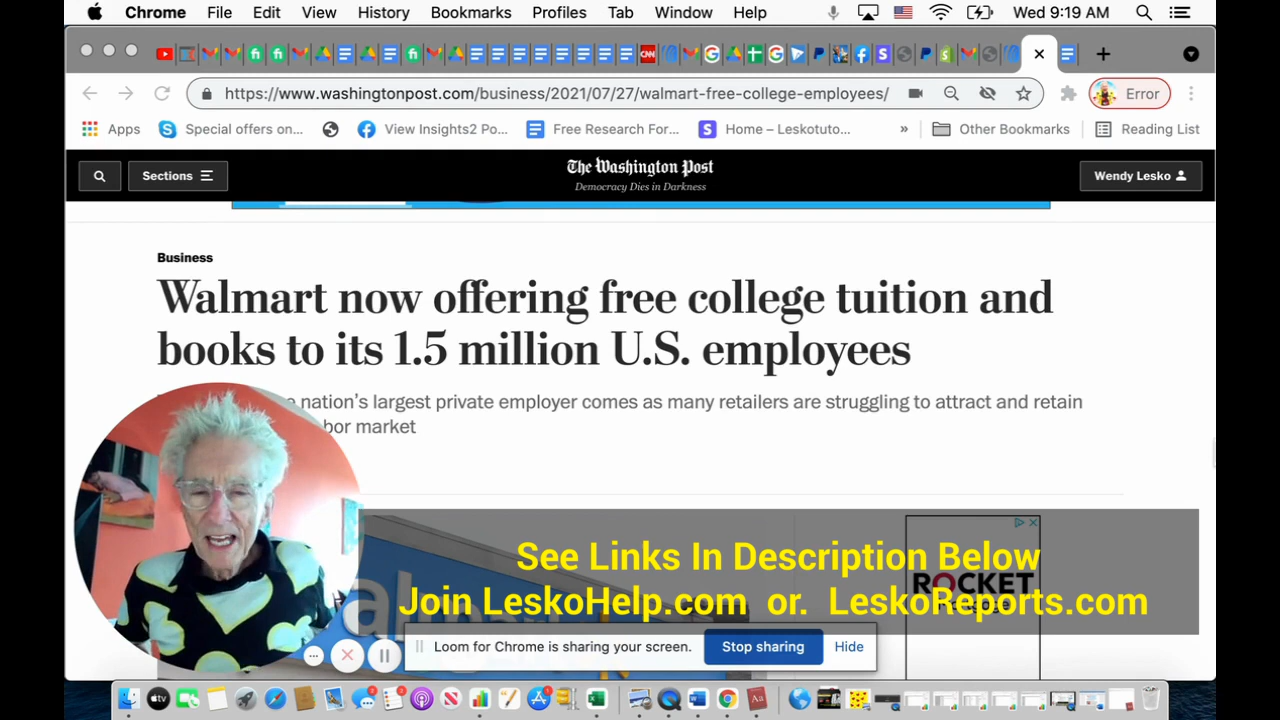 Chrome File Edit View History Bookmarks Profiles Tab Window Help Wed 9:19 AM
CNN
https://www.washingtonpost.com/business/2021/07/27/walmart-free-college-employees/ Error
Apps Special offers on... View Insights2 Po... Free Research For... Home – Leskotuto... » Other Bookmarks Reading List
Sections The Washington Post Wendy Lesko
Democracy Dies in Darkness
Business
Walmart now offering free college tuition and
books to its 1.5 million U.S. employees
nation's largest private employer comes as many retailers are struggling to attract and retain
bor market
See Links In Description Below
ROCKET
Join LeskoHelp.com or. LeskoReports.com
Loom for Chrome is sharing your screen. Stop sharing Hide